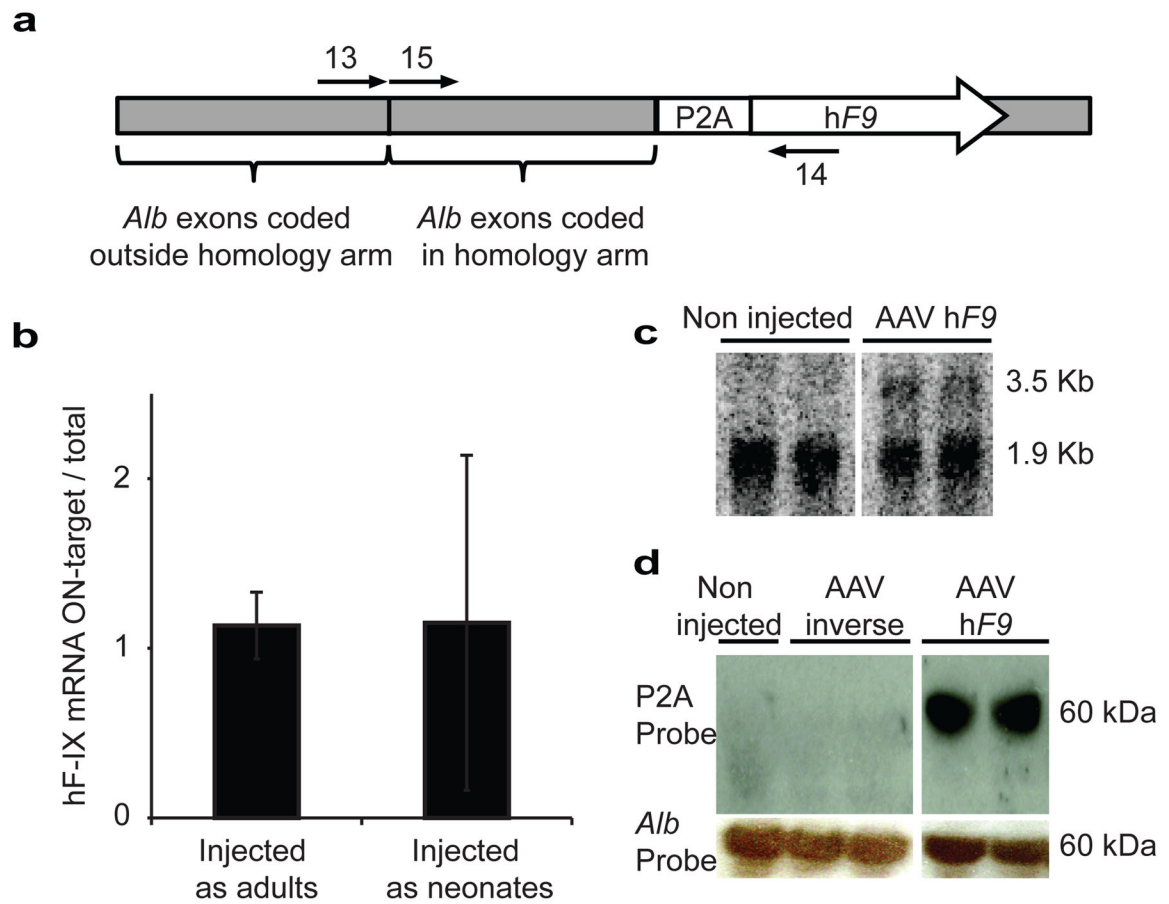 a
13 15
P2A hF9
14
Alb exons coded
outside homology arm
Alb exons coded
in homology arm
b
hF-IX mRNA ON-target / total
2
1
0
Injected
as adults
Injected
as neonates
c
Non injected AAV hF9
3.5 Kb
1.9 Kb
d
Non
injected
AAV
inverse
AAV
hF9
P2A
Probe
60 kDa
Alb
Probe
60 kDa